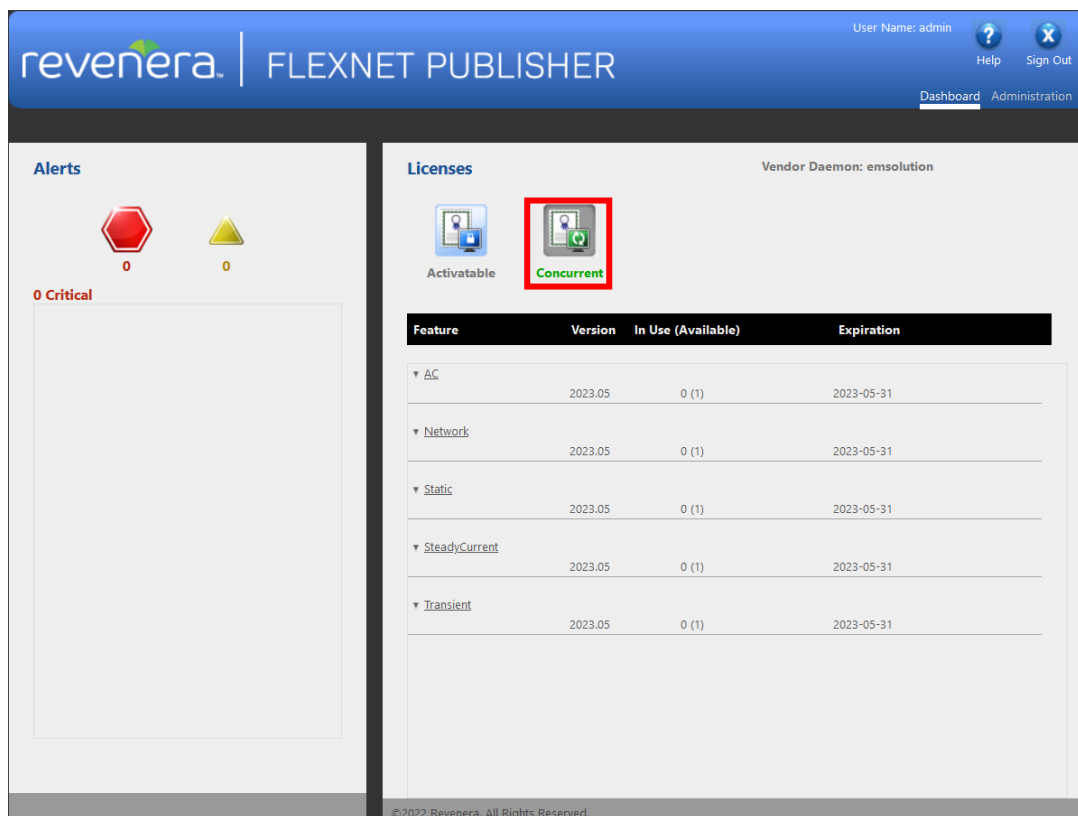 User Name: admin
revenera. FLEXNET PUBLISHER
? X
Help Sign Out
Dashboard Administration
Alerts
0 0
0 Critical
Licenses Vendor Daemon: emsolution
Activatable Concurrent
Feature Version In Use (Available) Expiration
▼ AC
2023.05 0 (1) 2023-05-31
▼ Network
2023.05 0 (1) 2023-05-31
▼ Static
2023.05 0 (1) 2023-05-31
▼ SteadyCurrent
2023.05 0 (1) 2023-05-31
▼ Transient
2023.05 0 (1) 2023-05-31
©2022 Revenera. All Rights Reserved.